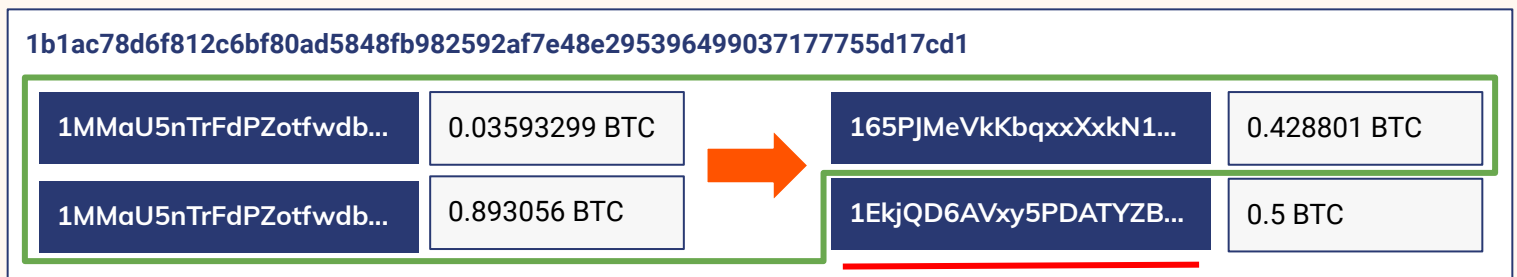 1b1ac78d6f812c6bf80ad5848fb982592af7e48e295396499037177755d17cd1
1MMaU5nTrFdPZotfwdb... 0.03593299 BTC 165PJMeVkKbqxxXxkN1... 0.428801 BTC
1MMaU5nTrFdPZotfwdb... 0.893056 BTC 1EkjQD6AVxy5PDATYZB... 0.5 BTC